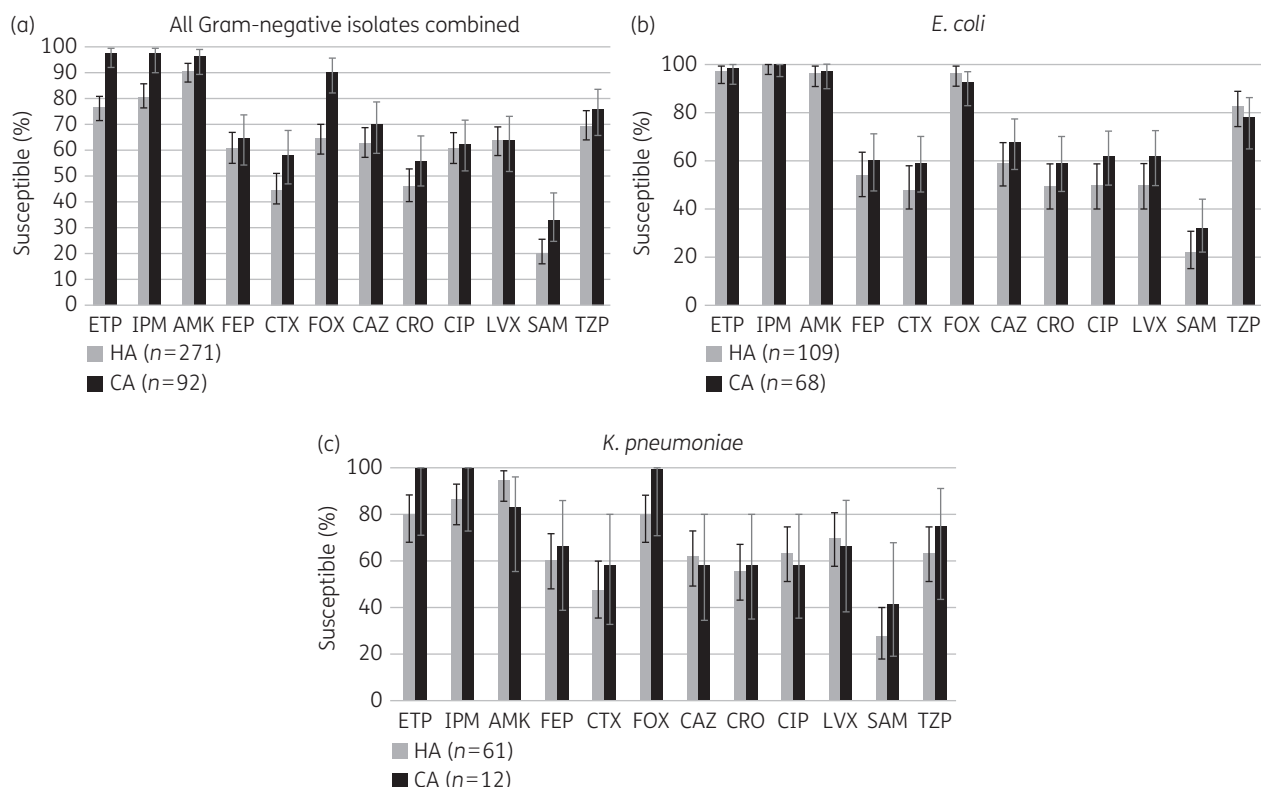 (a) All Gram-negative isolates combined
Susceptible (%)
100
90
80
70
60
50
40
30
20
10
0
ETP IPM AMK FEP CTX FOX CAZ CRO CIP LVX SAM TZP
HA (n=271)
CA (n=92)
(b) E. coli
Susceptible (%)
100
80
60
40
20
0
ETP IPM AMK FEP CTX FOX CAZ CRO CIP LVX SAM TZP
HA (n=109)
CA (n=68)
(c) K. pneumoniae
Susceptible (%)
100
80
60
40
20
0
ETP IPM AMK FEP CTX FOX CAZ CRO CIP LVX SAM TZP
HA (n=61)
CA (n=12)